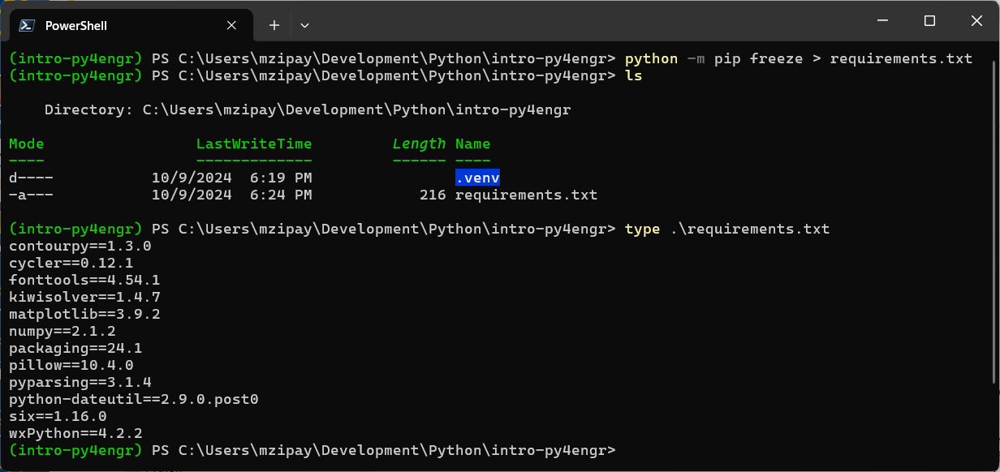 PowerShell
(intro-py4engr) PS C:\Users\mzipay\Development\Python\intro-py4engr> python -m pip freeze > requirements.txt
(intro-py4engr) PS C:\Users\mzipay\Development\Python\intro-py4engr> ls
Directory: C:\Users\mzipay\Development\Python\intro-py4engr
Mode                 LastWriteTime         Length Name
----                 -------------         ------ ----
d----           10/9/2024  6:19 PM                .venv
-a---           10/9/2024  6:24 PM            216 requirements.txt
(intro-py4engr) PS C:\Users\mzipay\Development\Python\intro-py4engr> type .\requirements.txt
contourpy==1.3.0
cycler==0.12.1
fonttools==4.54.1
kiwisolver==1.4.7
matplotlib==3.9.2
numpy==2.1.2
packaging==24.1
pillow==10.4.0
pyparsing==3.1.4
python-dateutil==2.9.0.post0
six==1.16.0
wxPython==4.2.2
(intro-py4engr) PS C:\Users\mzipay\Development\Python\intro-py4engr>